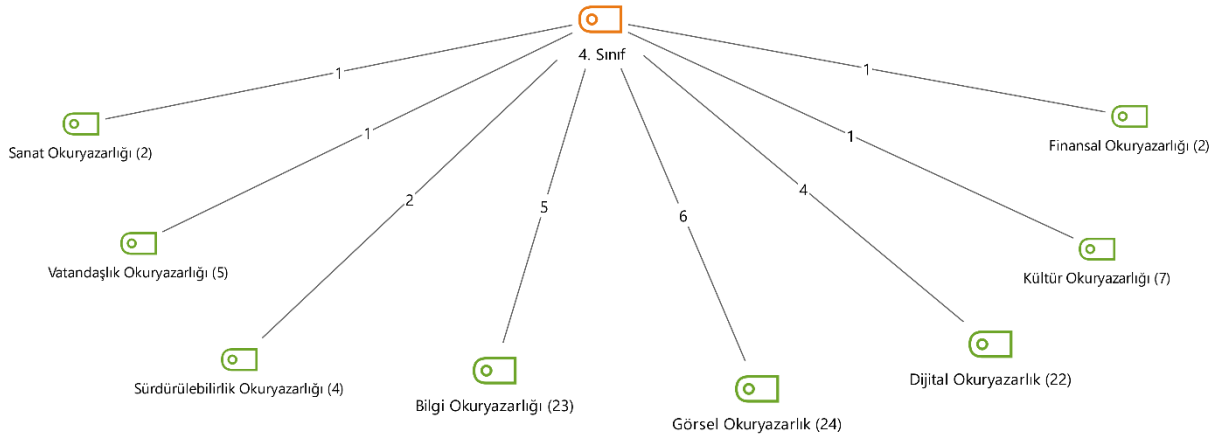 4. Sınıf
1
1
1
1
2
4
5
6
Sanat Okuryazarlığı (2)
Finansal Okuryazarlığı (2)
Vatandaşlık Okuryazarlığı (5)
Kültür Okuryazarlığı (7)
Sürdürülebilirlik Okuryazarlığı (4)
Dijital Okuryazarlık (22)
Bilgi Okuryazarlığı (23)
Görsel Okuryazarlık (24)